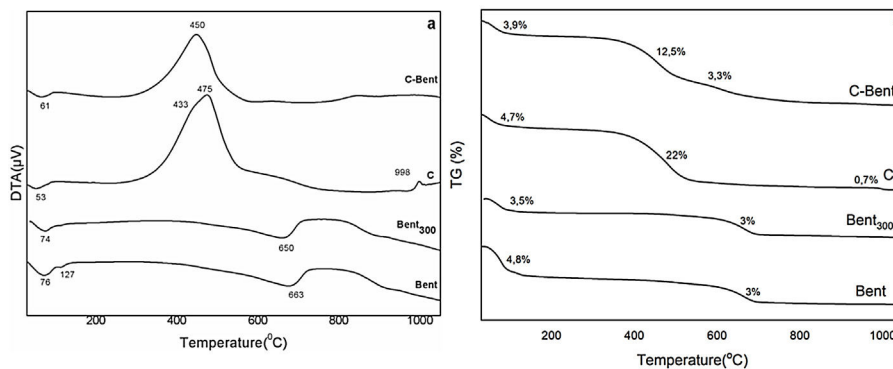 a
450
C-Bent
61
475
433
998
C
53
Bent300
74
650
127
76
663
Bent
DTA(μV)
200 400 600 800 1000
Temperature(⁰C)
3,9%
12,5%
3,3%
C-Bent
4,7%
22%
0,7%
C
3,5%
3%
Bent300
4,8%
3%
Bent
TG (%)
200 400 600 800 1000
Temperature(ºC)